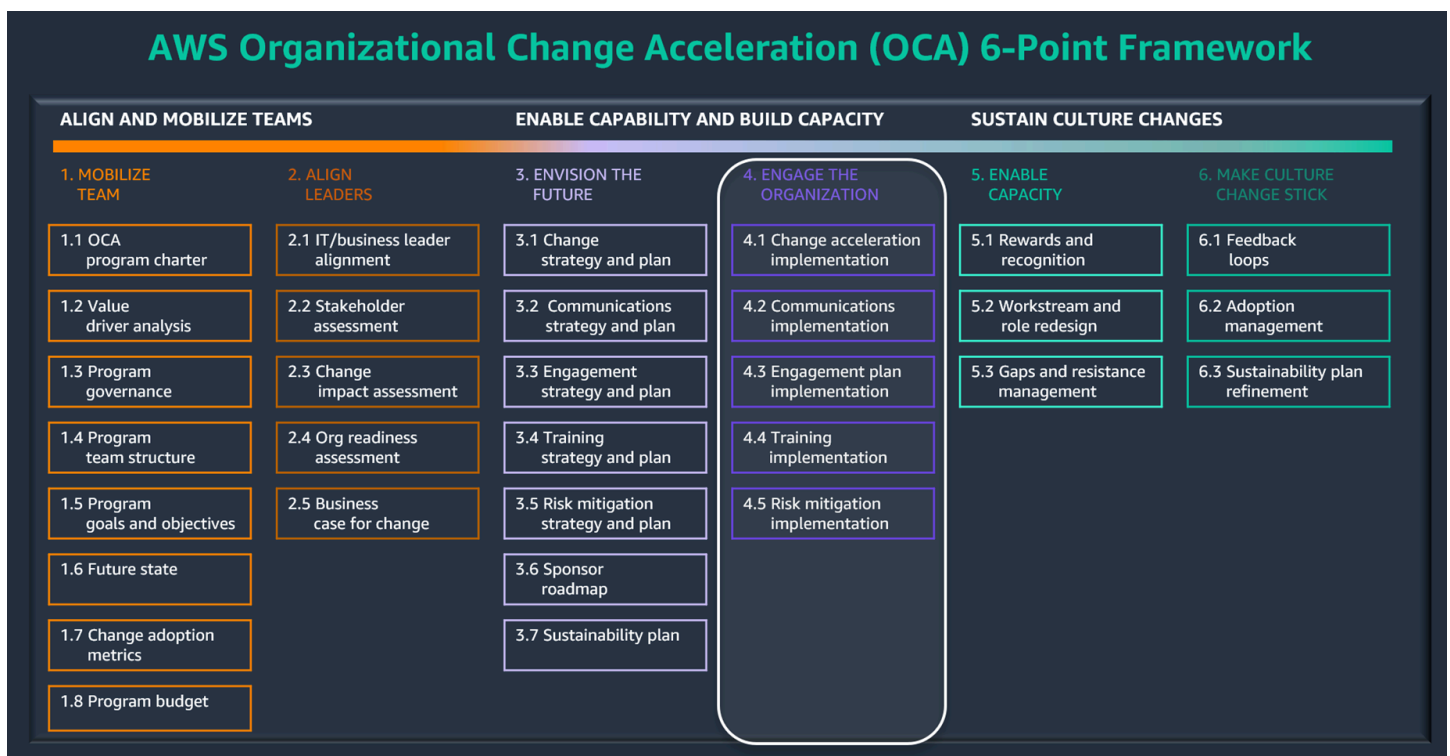 AWS Organizational Change Acceleration (OCA) 6-Point Framework
ALIGN AND MOBILIZE TEAMS
ENABLE CAPABILITY AND BUILD CAPACITY
SUSTAIN CULTURE CHANGES
1. MOBILIZE
TEAM
1.1 OCA
program charter
1.2 Value
driver analysis
1.3 Program
governance
1.4 Program
team structure
1.5 Program
goals and objectives
1.6 Future state
1.7 Change adoption
metrics
1.8 Program budget
2. ALIGN
LEADERS
2.1 IT/business leader
alignment
2.2 Stakeholder
assessment
2.3 Change
impact assessment
2.4 Org readiness
assessment
2.5 Business
case for change
3. ENVISION THE
FUTURE
3.1 Change
strategy and plan
3.2 Communications
strategy and plan
3.3 Engagement
strategy and plan
3.4 Training
strategy and plan
3.5 Risk mitigation
strategy and plan
3.6 Sponsor
roadmap
3.7 Sustainability plan
4. ENGAGE THE
ORGANIZATION
4.1 Change acceleration
implementation
4.2 Communications
implementation
4.3 Engagement plan
implementation
4.4 Training
implementation
4.5 Risk mitigation
implementation
5. ENABLE
CAPACITY
5.1 Rewards and
recognition
5.2 Workstream and
role redesign
5.3 Gaps and resistance
management
6. MAKE CULTURE
CHANGE STICK
6.1 Feedback
loops
6.2 Adoption
management
6.3 Sustainability plan
refinement